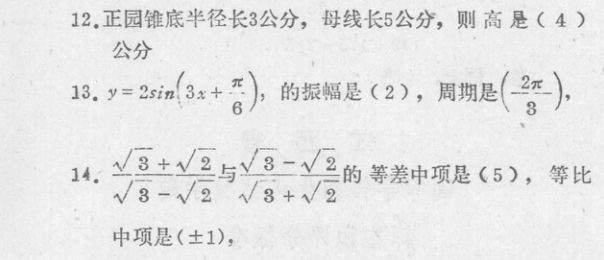 12.正园锥底半径长3公分，母线长5公分，则高是（4）
公分
13. y = 2sin(3x + π/6)，的振幅是（2），周期是(2π/3)，
14. (√3 + √2)/(√3 − √2) 与 (√3 − √2)/(√3 + √2) 的等差中项是（5），等比
中项是(±1)，